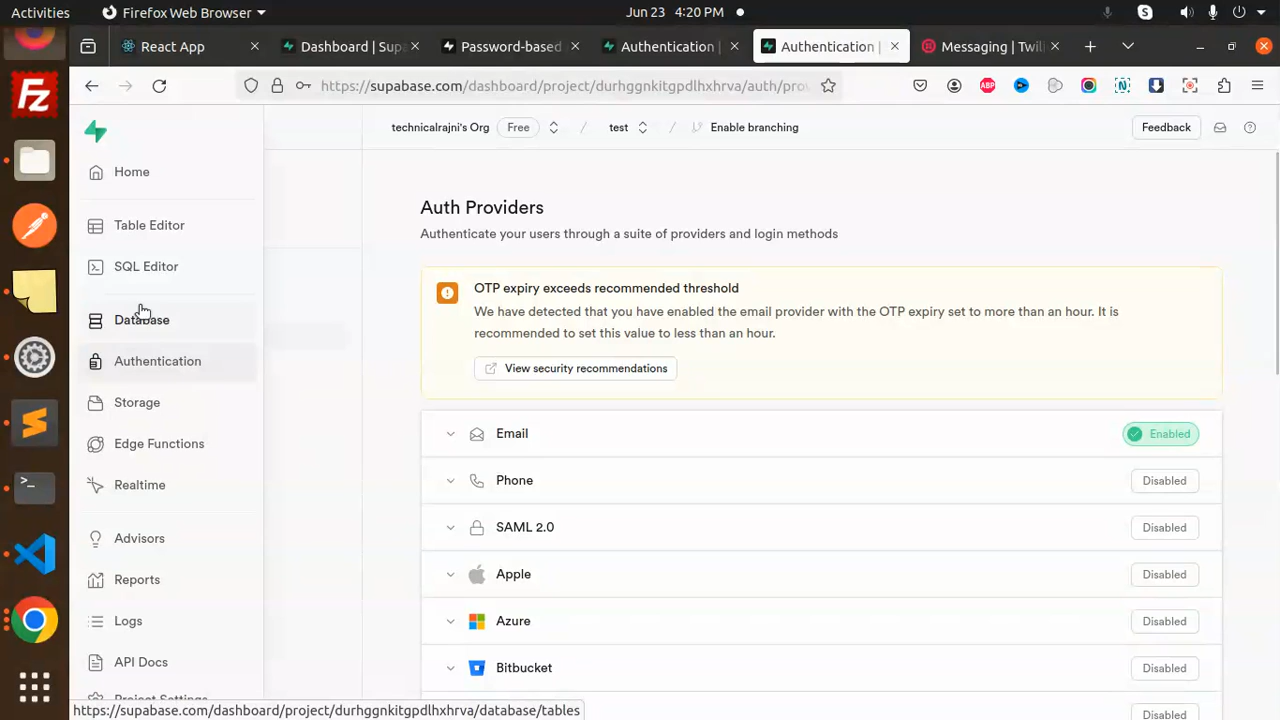 Activities
Firefox Web Browser
Jun 23 4:20 PM
React App
Dashboard | Supa
Password-based
Authentication |
Authentication |
Messaging | Twili
https://supabase.com/dashboard/project/durhggnkitgpdlhxhrva/auth/pro
technicalrajni's Org
Free
/
test
/
Enable branching
Feedback
Home
Table Editor
SQL Editor
Database
Authentication
Storage
Edge Functions
Realtime
Advisors
Reports
Logs
API Docs
Project Settings
Auth Providers
Authenticate your users through a suite of providers and login methods
OTP expiry exceeds recommended threshold
We have detected that you have enabled the email provider with the OTP expiry set to more than an hour. It is
recommended to set this value to less than an hour.
View security recommendations
Email
Enabled
Phone
Disabled
SAML 2.0
Disabled
Apple
Disabled
Azure
Disabled
Bitbucket
Disabled
Disabled
https://supabase.com/dashboard/project/durhggnkitgpdlhxhrva/database/tables